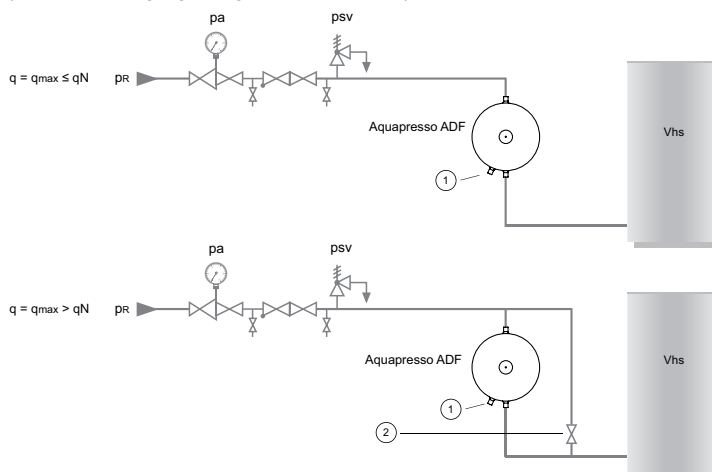 pa
psv
q = qmax ≤ qN
pR
Aquapresso ADF
Vhs
1
pa
psv
q = qmax > qN
pR
Aquapresso ADF
Vhs
1
2